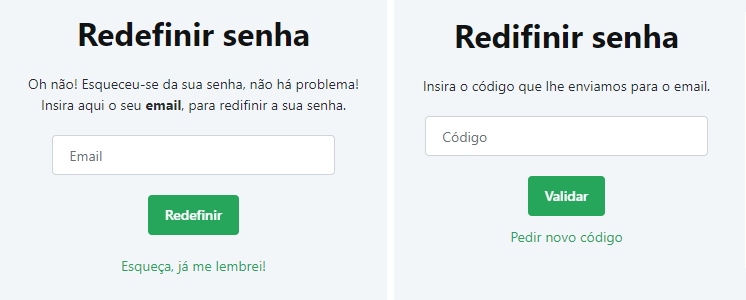 Redefinir senha
Oh não! Esqueceu-se da sua senha, não há problema!
Insira aqui o seu email, para redifinir a sua senha.
Email
Redefinir
Esqueça, já me lembrei!
Redifinir senha
Insira o código que lhe enviamos para o email.
Código
Validar
Pedir novo código